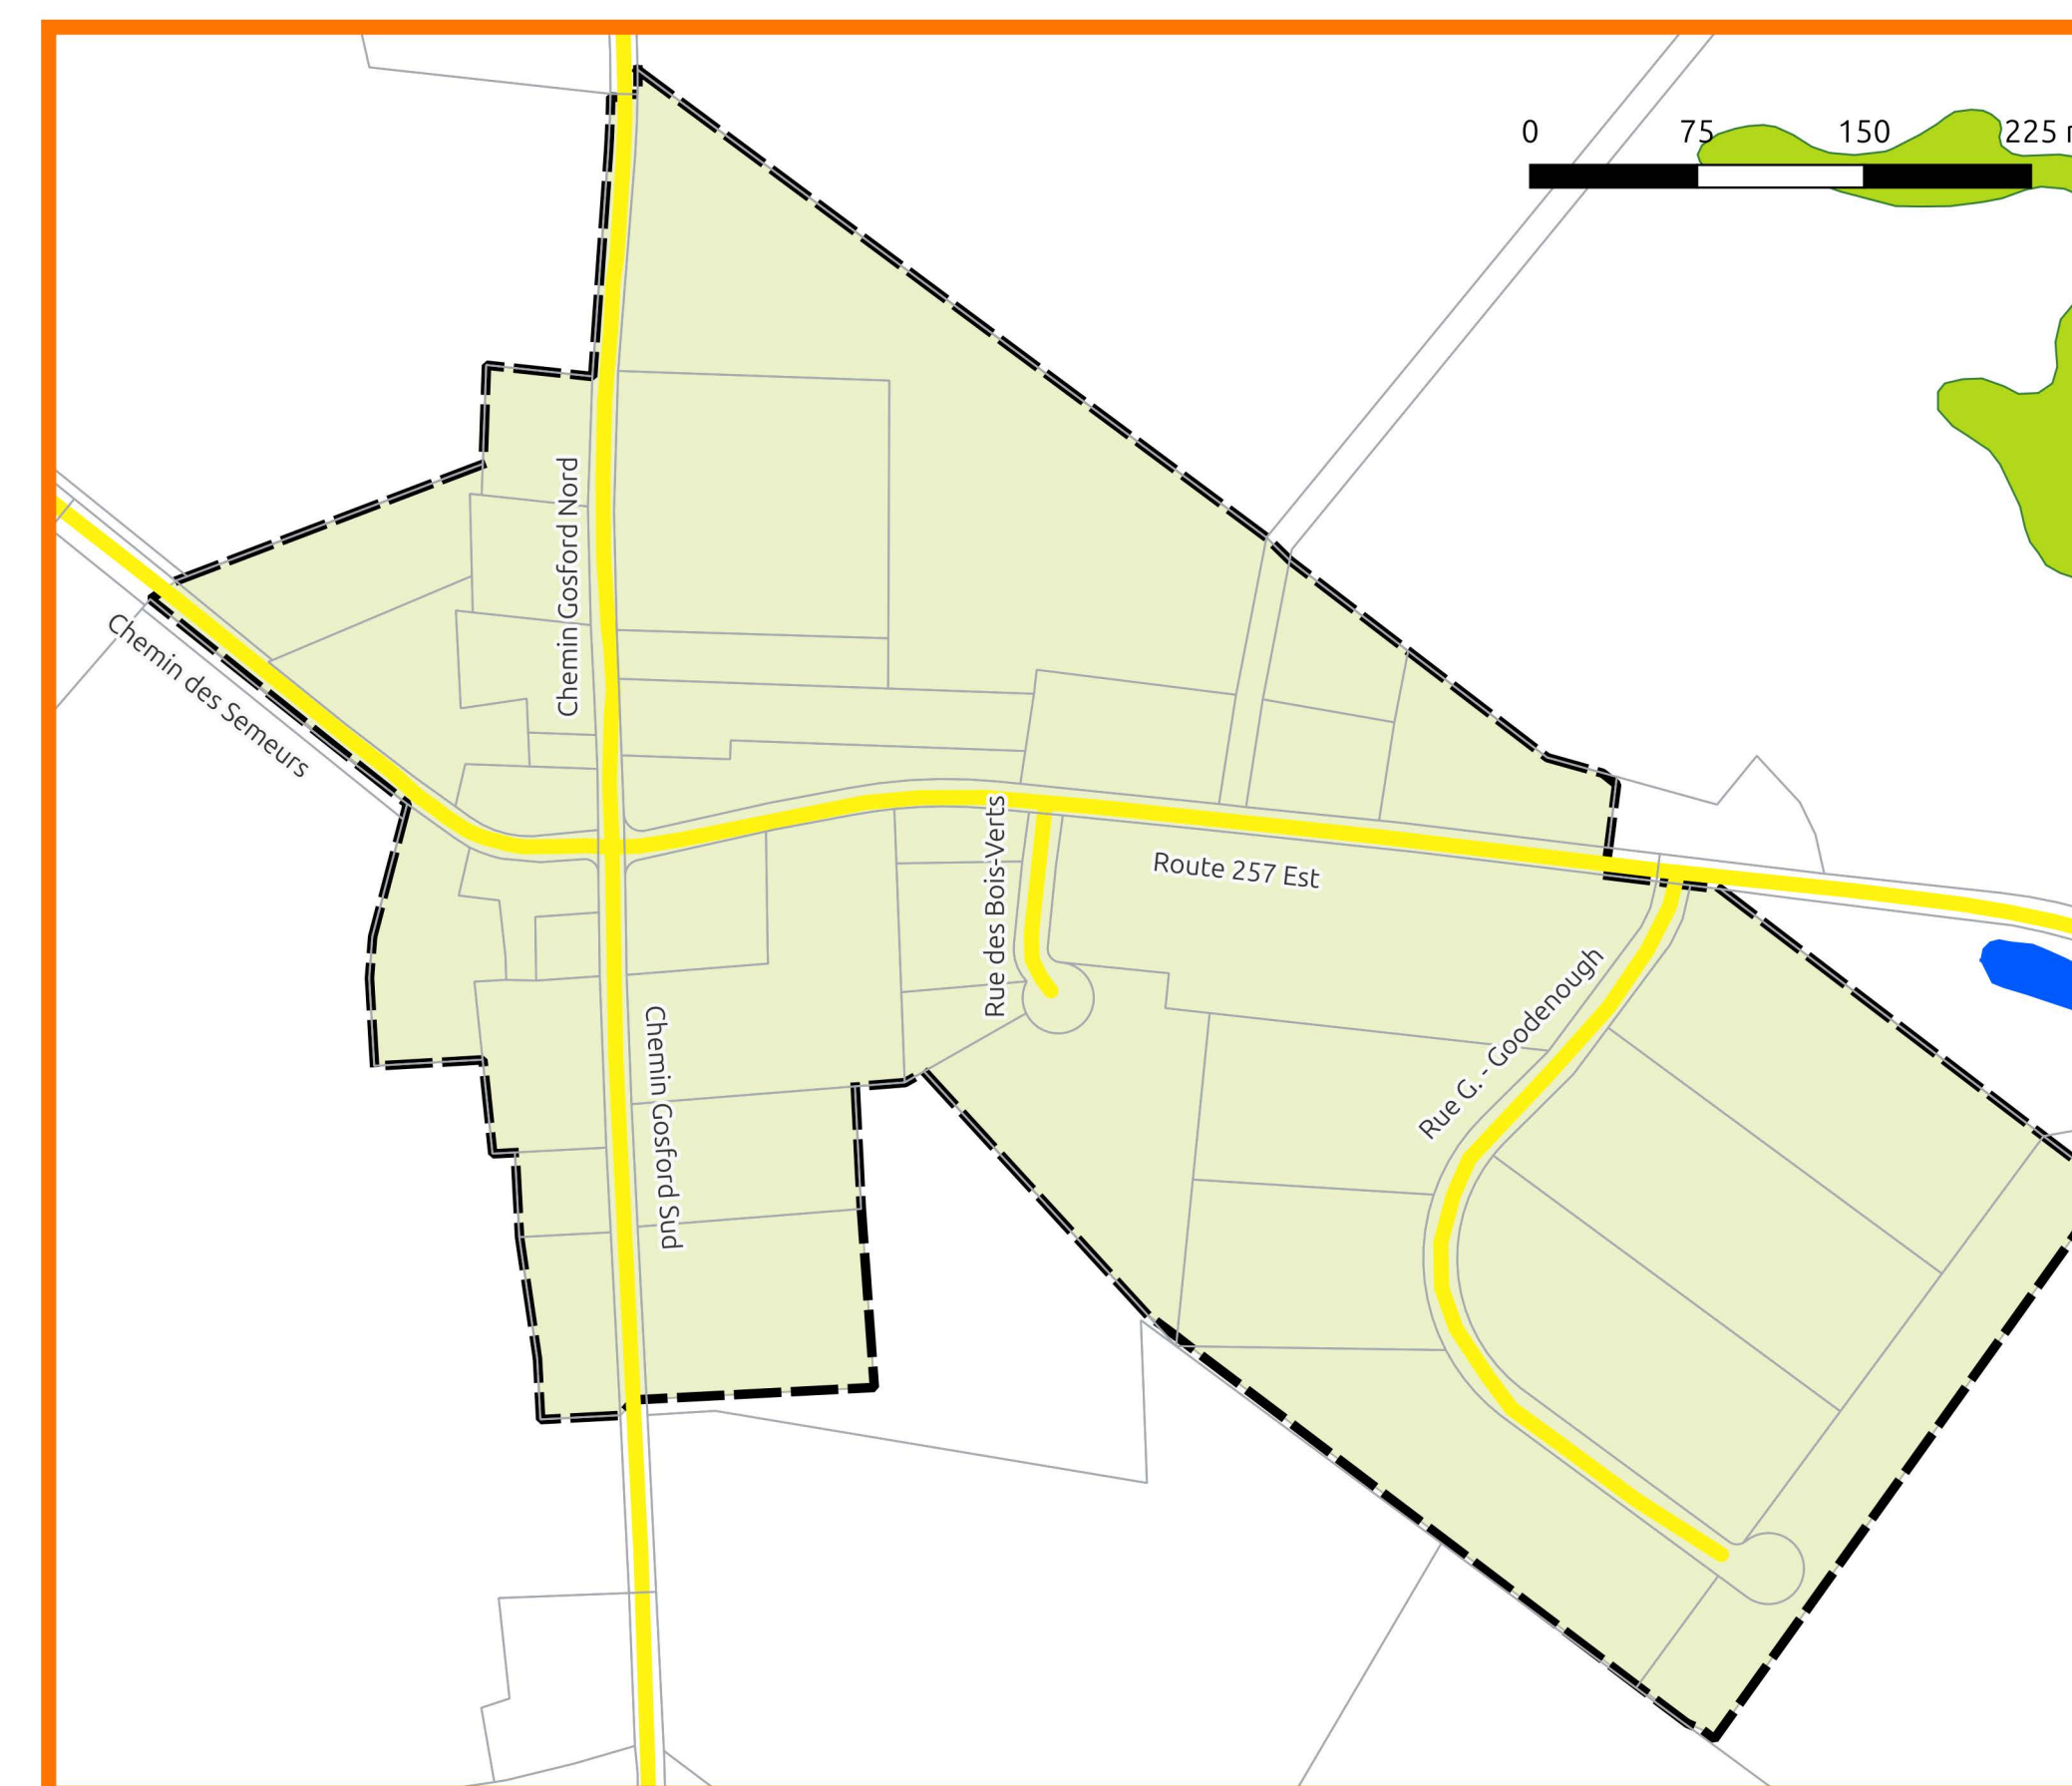 0 75 150 225
Chemin Gosford Nord
Chemin des Semeurs
Rue des Bois-Verts
Route 257 Est
Rue G. - Goodenough
Chemin Gosford Sud